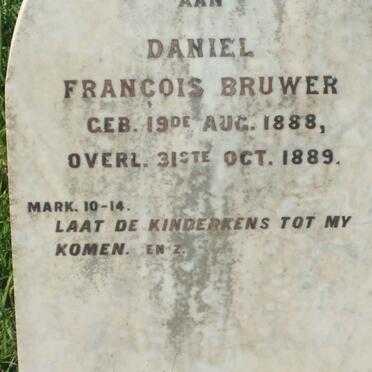 AAN
DANIEL
FRANÇOIS BRUWER
GEB. 19DE AUG. 1888,
OVERL. 31STE OCT. 1889.
MARK. 10-14.
LAAT DE KINDERKENS TOT MY
KOMEN. EN Z.